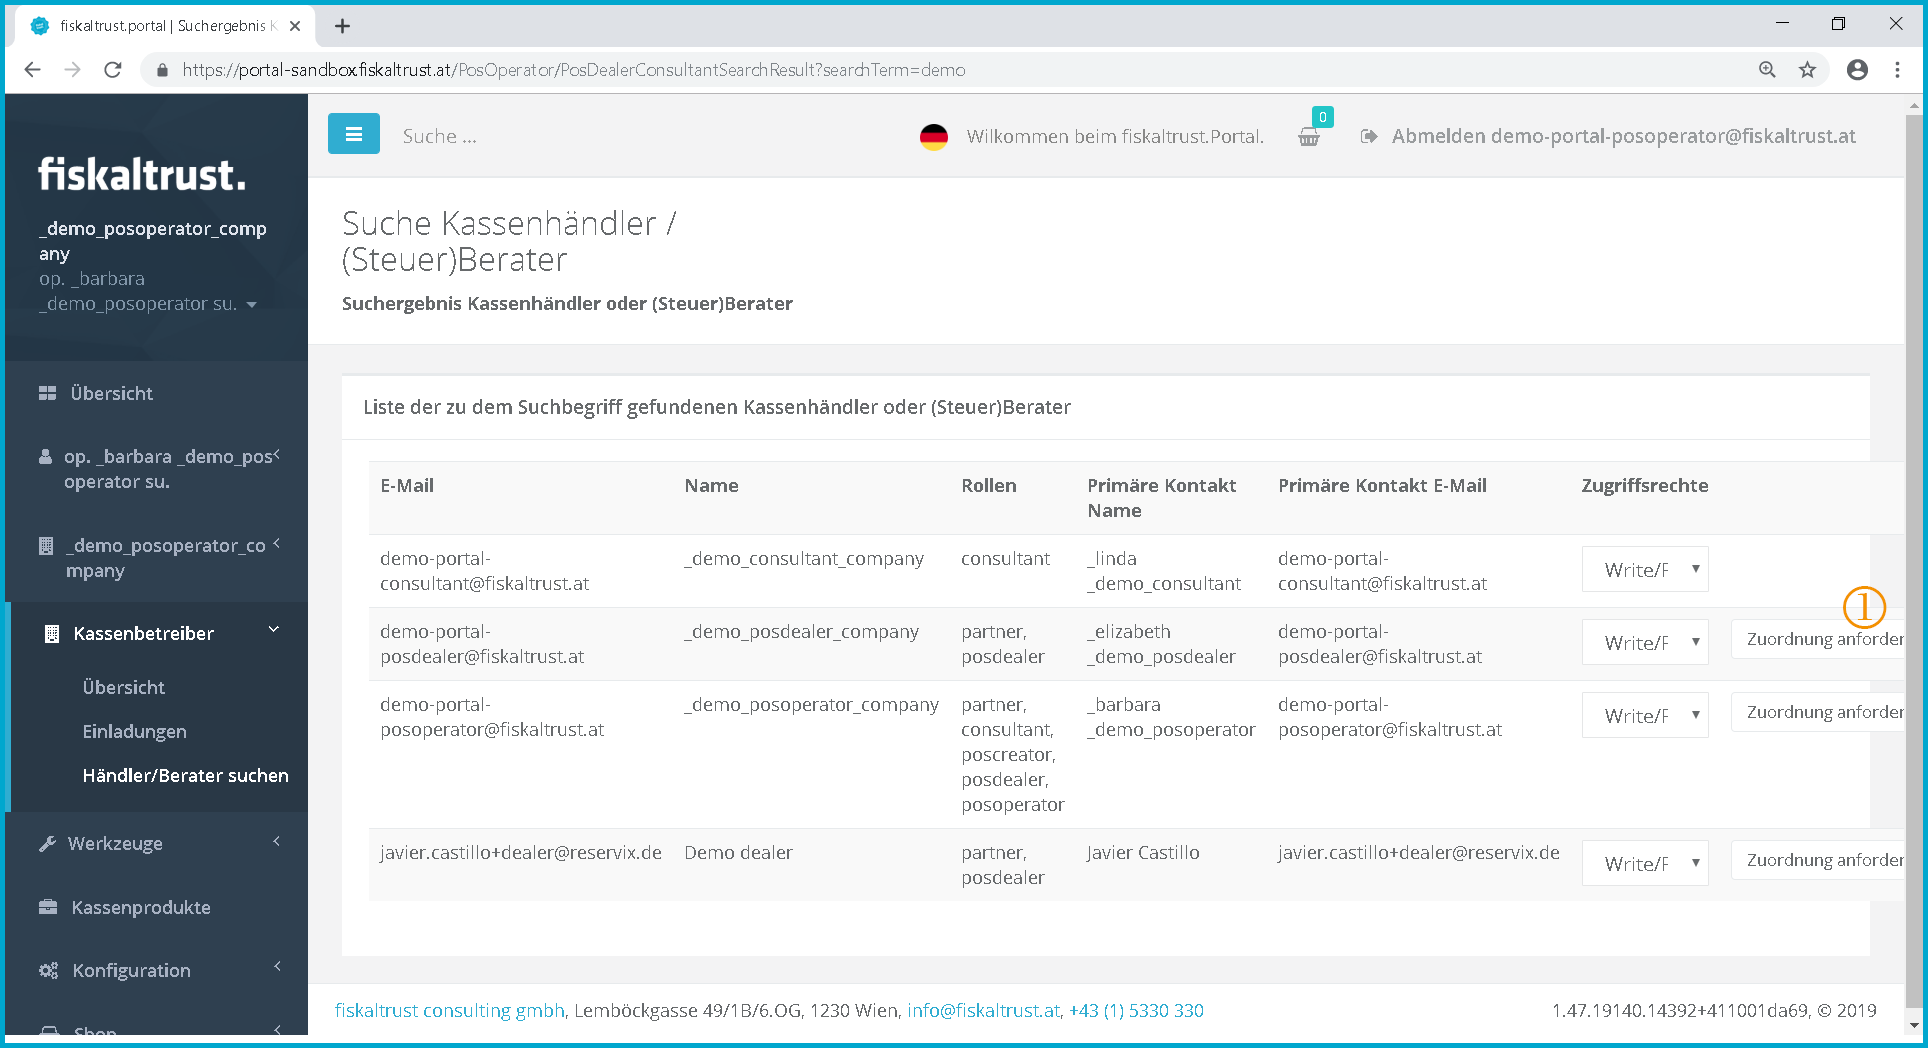 fiskaltrust.portal | Suchergebnis K
https://portal-sandbox.fiskaltrust.at/PosOperator/PosDealerConsultantSearchResult?searchTerm=demo
Suche ...
Wilkommen beim fiskaltrust.Portal.
0
Abmelden demo-portal-posoperator@fiskaltrust.at
fiskaltrust.
_demo_posoperator_comp
any
op. _barbara
_demo_posoperator su.
Übersicht
op. _barbara _demo_pos
operator su.
_demo_posoperator_co
mpany
Kassenbetreiber
Übersicht
Einladungen
Händler/Berater suchen
Werkzeuge
Kassenprodukte
Konfiguration
Shop
Suche Kassenhändler /
(Steuer)Berater
Suchergebnis Kassenhändler oder (Steuer)Berater
Liste der zu dem Suchbegriff gefundenen Kassenhändler oder (Steuer)Berater
E-Mail Name Rollen Primäre Kontakt Primäre Kontakt E-Mail Zugriffsrechte
Name
demo-portal- _demo_consultant_company consultant _linda demo-portal- Write/F
consultant@fiskaltrust.at _demo_consultant consultant@fiskaltrust.at
1
demo-portal- _demo_posdealer_company partner, _elizabeth demo-portal- Write/F Zuordnung anforder
posdealer@fiskaltrust.at posdealer _demo_posdealer posdealer@fiskaltrust.at
demo-portal- _demo_posoperator_company partner, _barbara demo-portal- Write/F Zuordnung anforder
posoperator@fiskaltrust.at consultant, _demo_posoperator posoperator@fiskaltrust.at
poscreator,
posdealer,
posoperator
javier.castillo+dealer@reservix.de Demo dealer partner, Javier Castillo javier.castillo+dealer@reservix.de Write/F Zuordnung anforder
posdealer
fiskaltrust consulting gmbh, Lemböckgasse 49/1B/6.OG, 1230 Wien, info@fiskaltrust.at, +43 (1) 5330 330
1.47.19140.14392+411001da69, © 2019